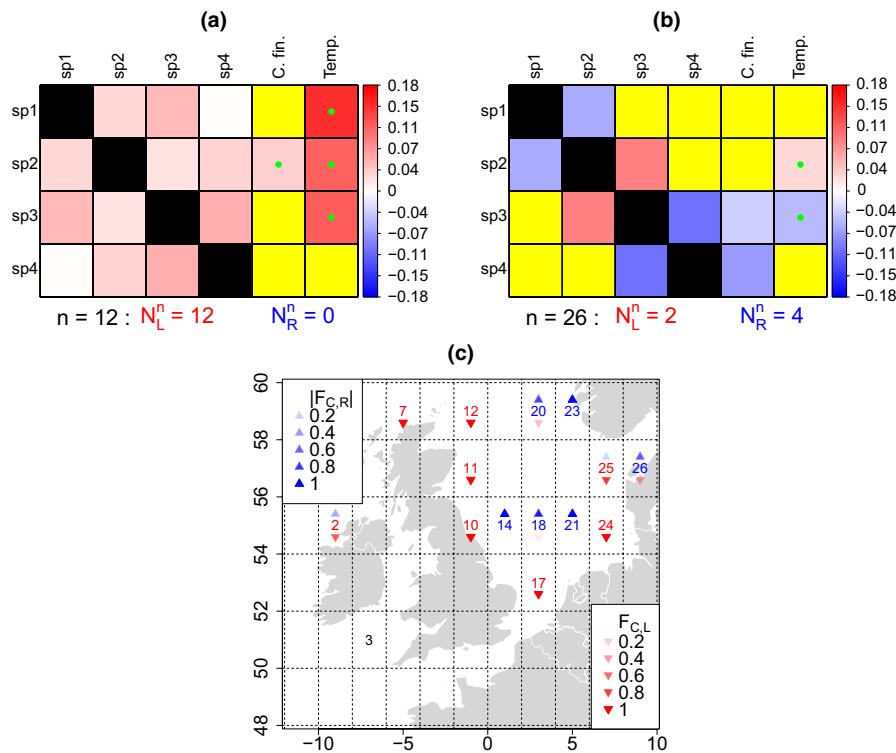 (a)
sp1 sp2 sp3 sp4 C. fin. Temp.
sp1
sp2
sp3
sp4
0.18
0.15
0.11
0.07
0.04
0
−0.04
−0.07
−0.11
−0.15
−0.18
n = 12 : N_L^n = 12 N_R^n = 0
(b)
sp1 sp2 sp3 sp4 C. fin. Temp.
sp1
sp2
sp3
sp4
0.18
0.15
0.11
0.07
0.04
0
−0.04
−0.07
−0.11
−0.15
−0.18
n = 26 : N_L^n = 2 N_R^n = 4
(c)
60
58
56
54
52
50
48
|F_C,R|
0.2
0.4
0.6
0.8
1
7 12 20 23
11 25 26
2 10 14 18 21 24
17
3
F_C,L
0.2
0.4
0.6
0.8
1
−10 −5 0 5 10